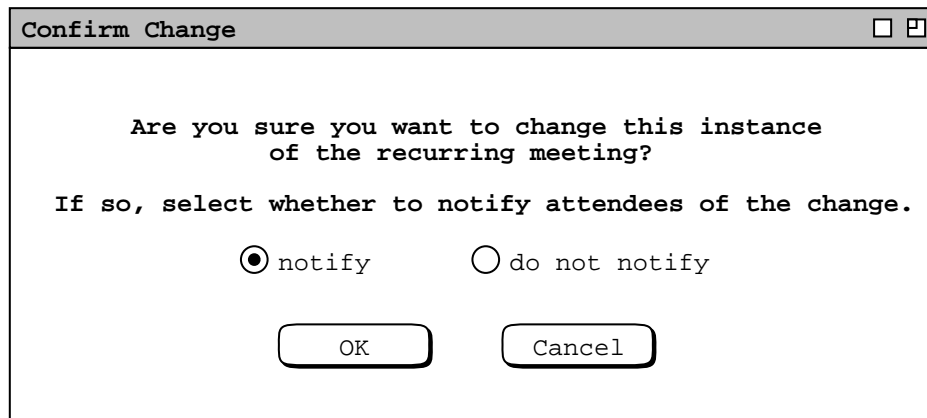 Confirm Change
Are you sure you want to change this instance
of the recurring meeting?
If so, select whether to notify attendees of the change.
notify do not notify
OK Cancel